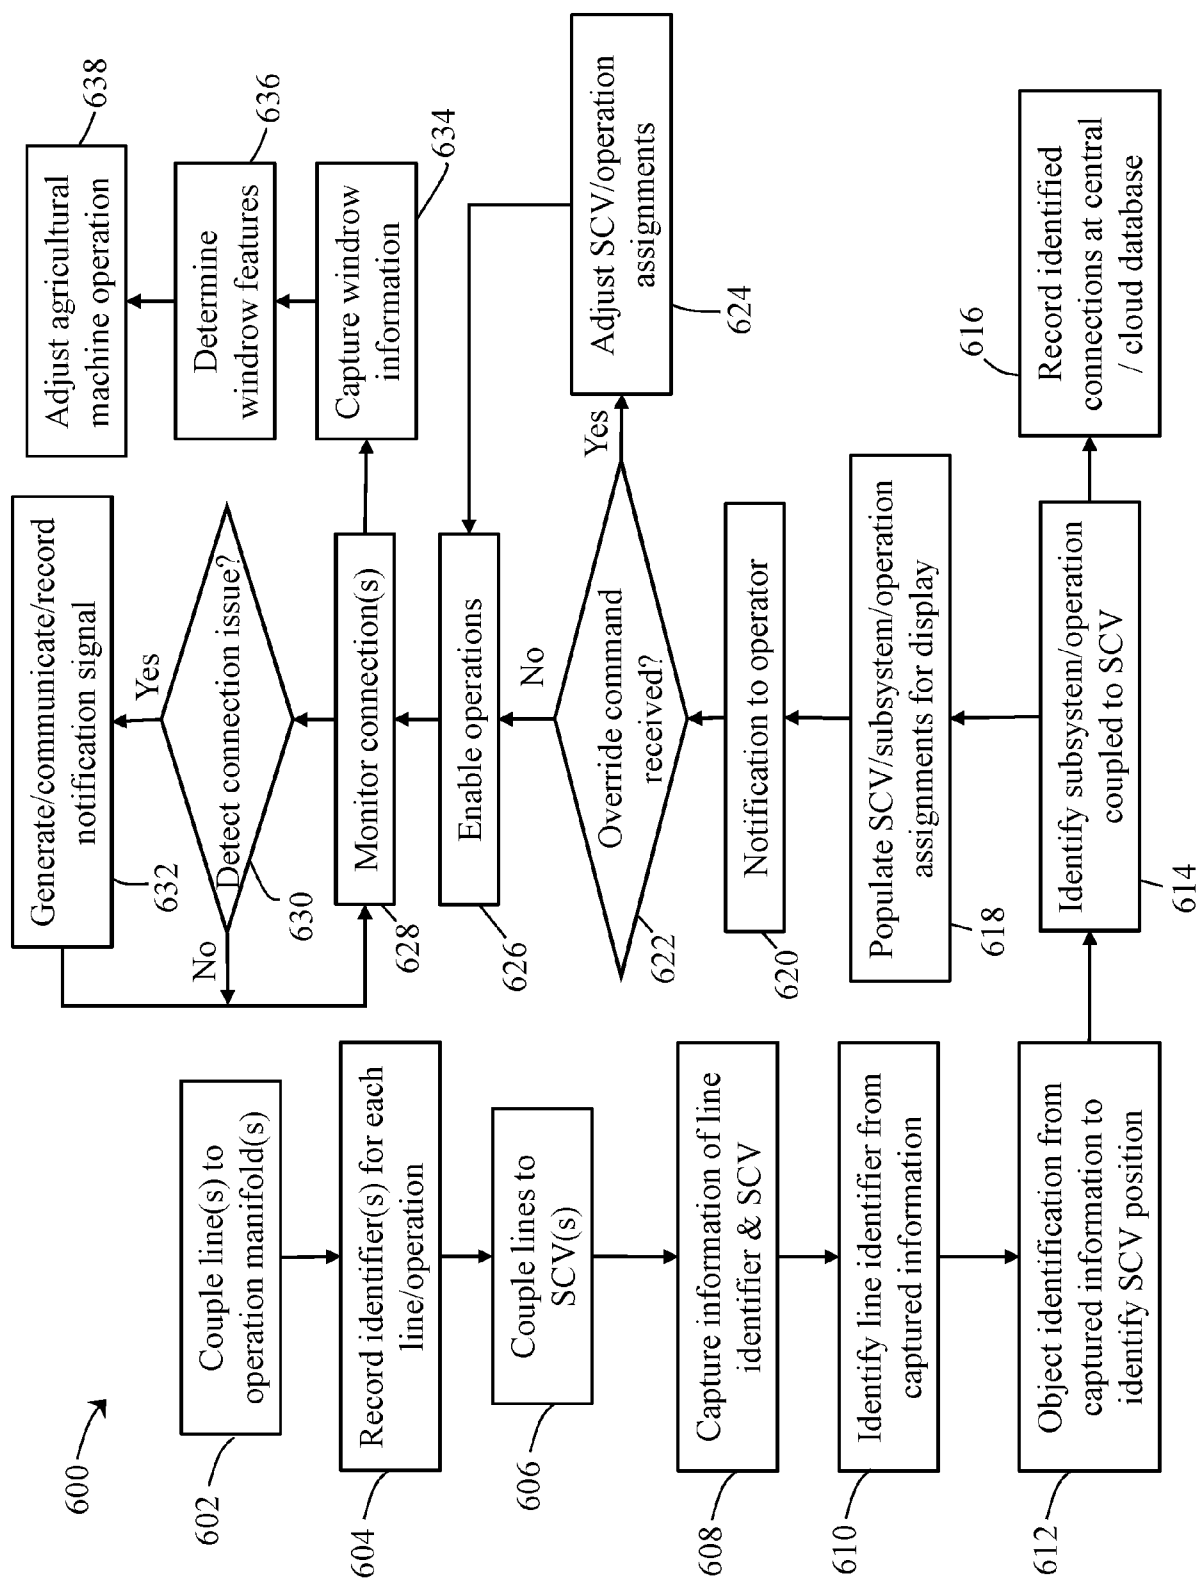 600
602
Couple line(s) to
operation manifold(s)
604
Record identifier(s) for each
line/operation
606
Couple lines to
SCV(s)
608
Capture information of line
identifier & SCV
610
Identify line identifier from
captured information
612
Object identification from
captured information to
identify SCV position
614
Identify subsystem/operation
coupled to SCV
616
Record identified
connections at central
/ cloud database
618
Populate SCV/subsystem/operation
assignments for display
620
Notification to operator
622
Override command
received?
Yes
No
624
Adjust SCV/operation
assignments
626
Enable operations
628
Monitor connection(s)
630
Detect connection issue?
Yes
No
632
Generate/communicate/record
notification signal
634
Capture windrow
information
636
Determine
windrow features
638
Adjust agricultural
machine operation